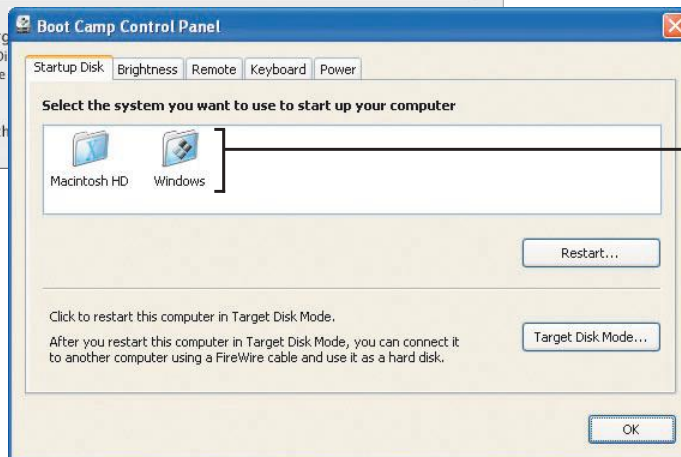 Boot Camp Control Panel
Startup Disk Brightness Remote Keyboard Power
Select the system you want to use to start up your computer
Macintosh HD Windows
Restart...
Click to restart this computer in Target Disk Mode.
After you restart this computer in Target Disk Mode, you can connect it
to another computer using a FireWire cable and use it as a hard disk.
Target Disk Mode...
OK